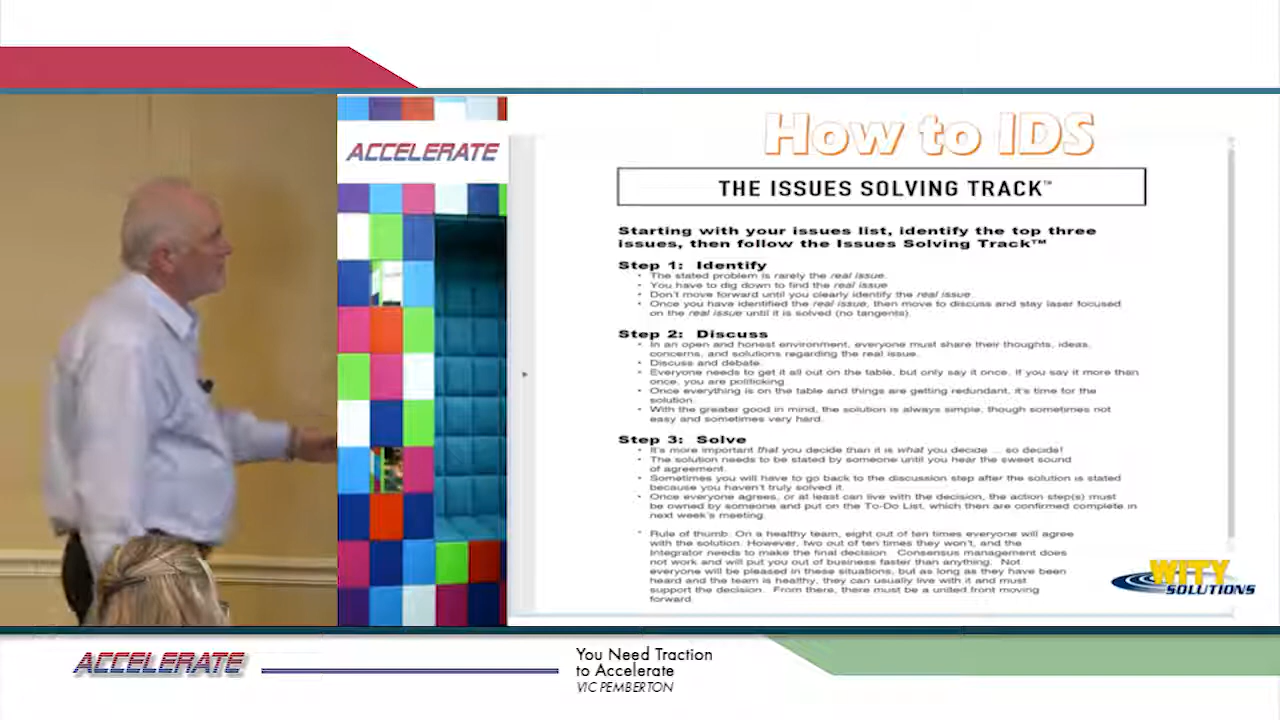 How to IDS
ACCELERATE
THE ISSUES SOLVING TRACK™
Starting with your issues list, identify the top three
issues, then follow the Issues Solving Track™
Step 1: Identify
• The stated problem is rarely the real issue.
• You have to dig down to find the real issue
• Don't move forward until you clearly identify the real issue.
• Once you have identified the real issue, then move to discuss and stay laser focused
on the real issue until it is solved (no tangents).
Step 2: Discuss
• In an open and honest environment, everyone must share their thoughts, ideas,
concerns, and solutions regarding the real issue.
• Discuss and debate.
• Everyone needs to get it all out on the table, but only say it once. If you say it more than
once, you are politicking.
• Once everything is on the table and things are getting redundant, it's time for the
solution.
• With the greater good in mind, the solution is always simple, though sometimes not
easy and sometimes very hard.
Step 3: Solve
• It's more important that you decide than it is what you decide ... so decide!
• The solution needs to be stated by someone until you hear the sweet sound
of agreement.
• Sometimes you will have to go back to the discussion step after the solution is stated
because you haven't truly solved it.
• Once everyone agrees, or at least can live with the decision, the action step(s) must
be owned by someone and put on the To-Do List, which then are confirmed complete in
next week's meeting.
• Rule of thumb: On a healthy team, eight out of ten times everyone will agree
with the solution. However, two out of ten times they won't, and the
Integrator needs to make the final decision. Consensus management does
not work and will put you out of business faster than anything. Not
everyone will be pleased in these situations, but as long as they have been
heard and the team is healthy, they can usually live with it and must
support the decision. From there, there must be a united front moving
forward.
WITY
SOLUTIONS
ACCELERATE
You Need Traction
to Accelerate
VIC PEMBERTON